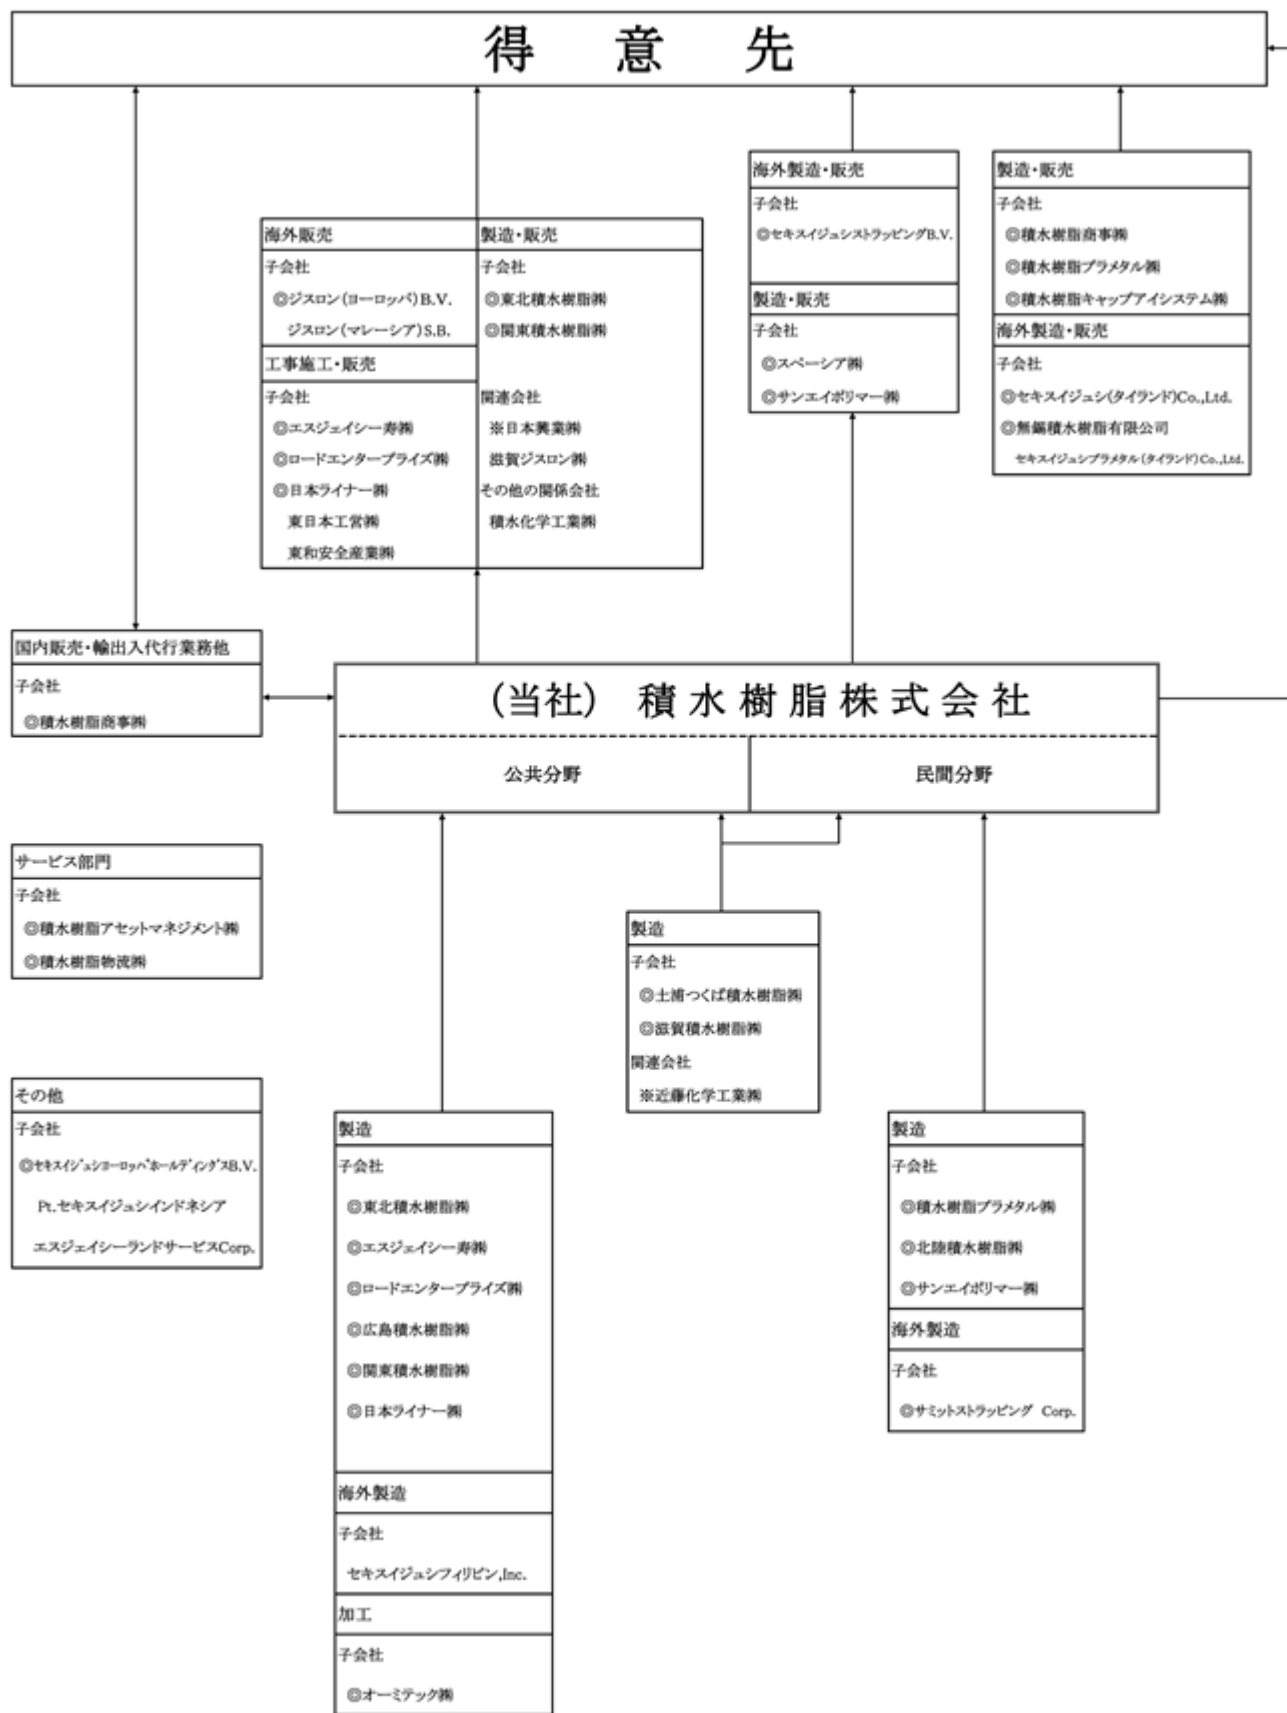 得意先
海外製造・販売
子会社
◎セキスイジュシストラッピングB.V.
製造・販売
子会社
◎スペーシア㈱
◎サンエイポリマー㈱
製造・販売
子会社
◎積水樹脂商事㈱
◎積水樹脂プラメタル㈱
◎積水樹脂キャップアイシステム㈱
海外製造・販売
子会社
◎セキスイジュシ(タイランド)Co.,Ltd.
◎無錫積水樹脂有限公司
セキスイジュシプラメタル(タイランド)Co.,Ltd.
海外販売
子会社
◎ジスロン(ヨーロッパ)B.V.
ジスロン(マレーシア)S.B.
工事施工・販売
子会社
◎エスジェイシー寿㈱
◎ロードエンタープライズ㈱
◎日本ライナー㈱
東日本工営㈱
東和安全産業㈱
製造・販売
子会社
◎東北積水樹脂㈱
◎関東積水樹脂㈱
関連会社
※日本興業㈱
滋賀ジスロン㈱
その他の関係会社
積水化学工業㈱
国内販売・輸出入代行業務他
子会社
◎積水樹脂商事㈱
(当社) 積水樹脂株式会社
公共分野
民間分野
サービス部門
子会社
◎積水樹脂アセットマネジメント㈱
◎積水樹脂物流㈱
製造
子会社
◎土浦つくば積水樹脂㈱
◎滋賀積水樹脂㈱
関連会社
※近藤化学工業㈱
その他
子会社
◎セキスイジュシヨーロッパホールディングスB.V.
Pt.セキスイジュシインドネシア
エスジェイシーランドサービスCorp.
製造
子会社
◎東北積水樹脂㈱
◎エスジェイシー寿㈱
◎ロードエンタープライズ㈱
◎広島積水樹脂㈱
◎関東積水樹脂㈱
◎日本ライナー㈱
海外製造
子会社
セキスイジュシフィリピン,Inc.
加工
子会社
◎オーミテック㈱
製造
子会社
◎積水樹脂プラメタル㈱
◎北陸積水樹脂㈱
◎サンエイポリマー㈱
海外製造
子会社
◎サミットストラッピング Corp.